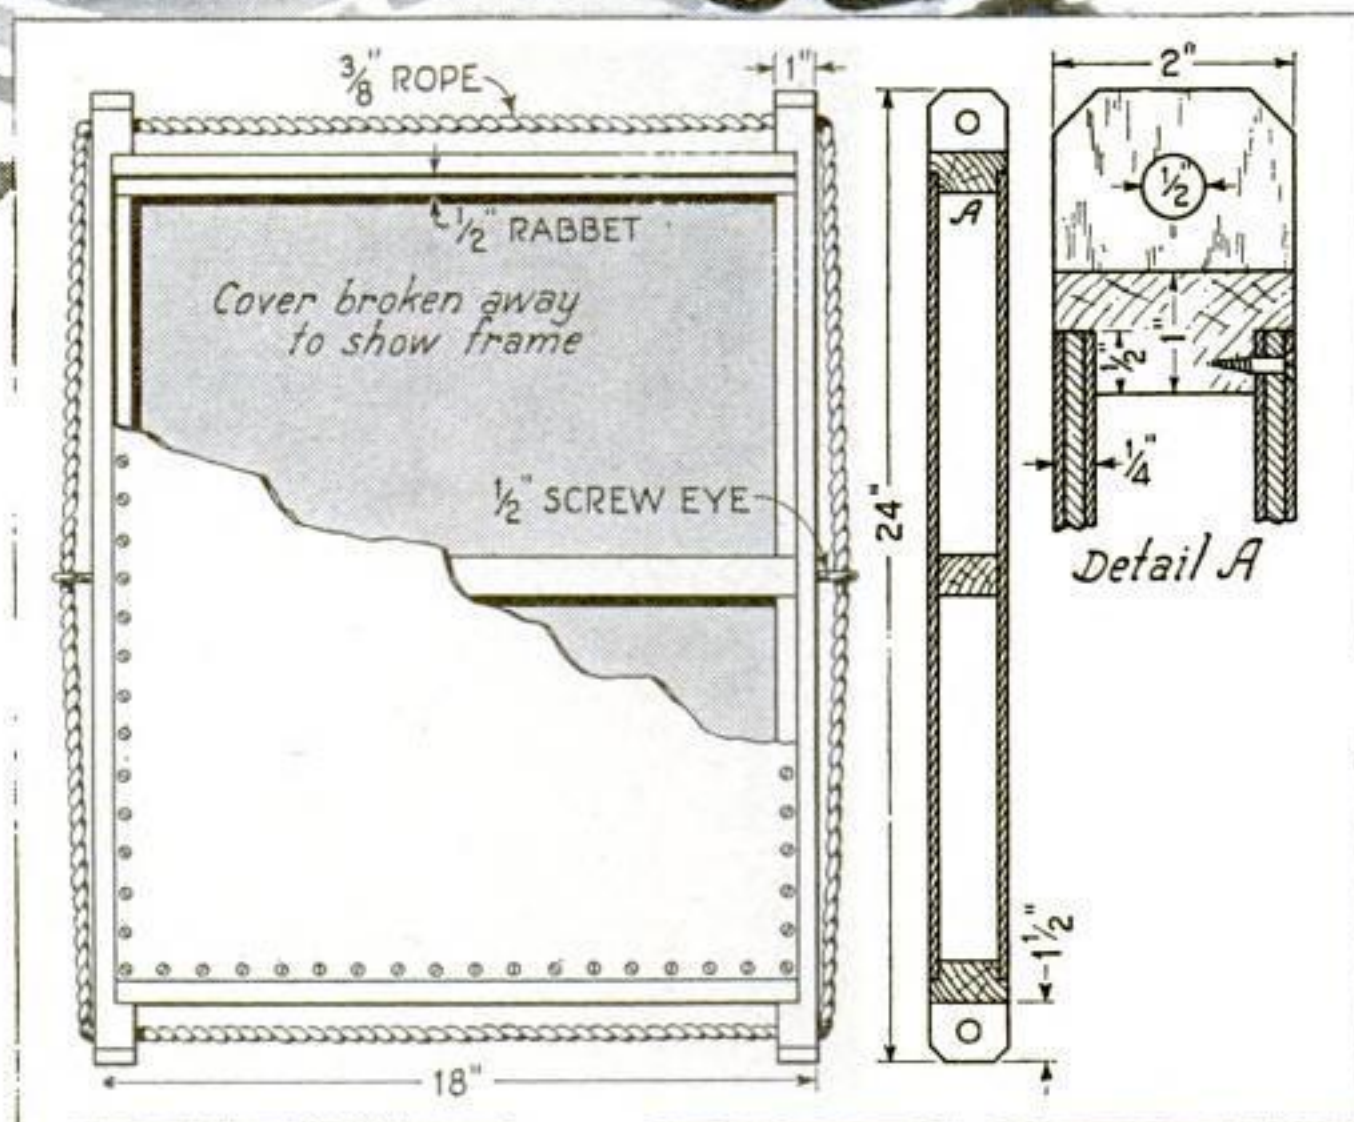 3/8" ROPE
1"
2"
1/2" RABBET
Cover broken away
to show frame
A
1/2"
1"
1/2"
1/4"
1/2" SCREW EYE
24"
Detail A
1 1/2"
18"